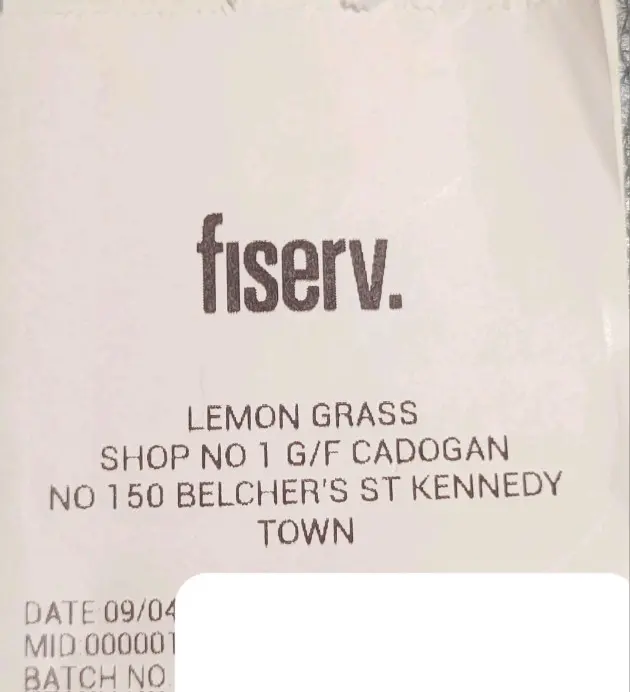 fiserv.
LEMON GRASS
SHOP NO 1 G/F CADOGAN
NO 150 BELCHER'S ST KENNEDY
TOWN
DATE 09/04
MID:000001
BATCH NO.